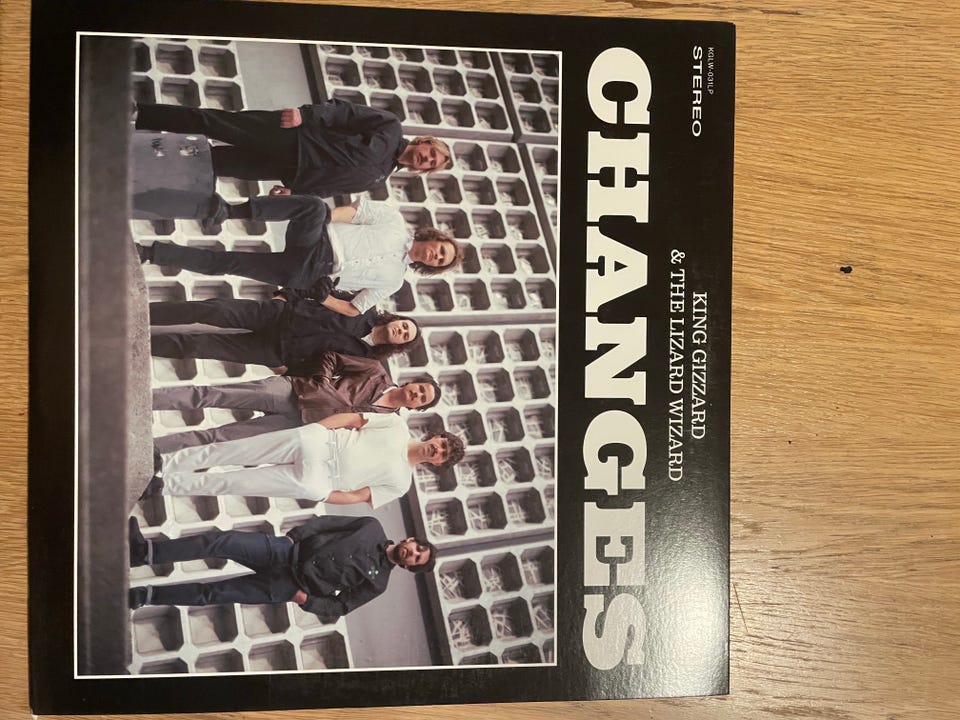 KGLW-031LP
STEREO
KING GIZZARD
& THE LIZARD WIZARD
CHANGES